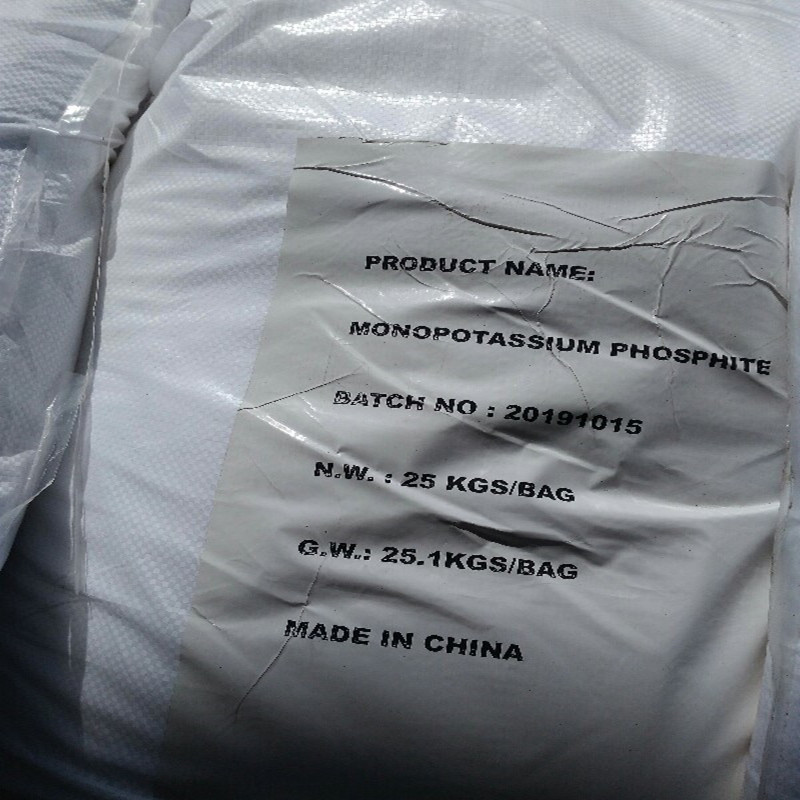 PRODUCT NAME:
MONOPOTASSIUM PHOSPHITE
BATCH NO : 20191015
N.W. : 25 KGS/BAG
G.W.: 25.1KGS/BAG
MADE IN CHINA